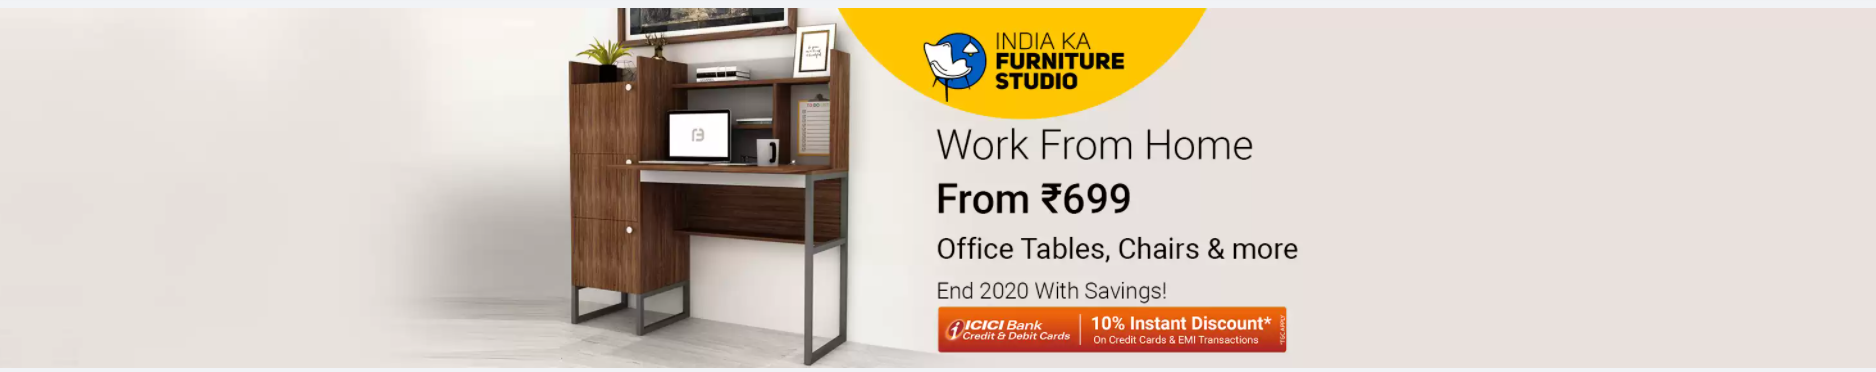 INDIA KA
FURNITURE
STUDIO
Work From Home
From ₹699
Office Tables, Chairs & more
End 2020 With Savings!
ICICI Bank
Credit & Debit Cards
10% Instant Discount*
On Credit Cards & EMI Transactions
*T&C APPLY